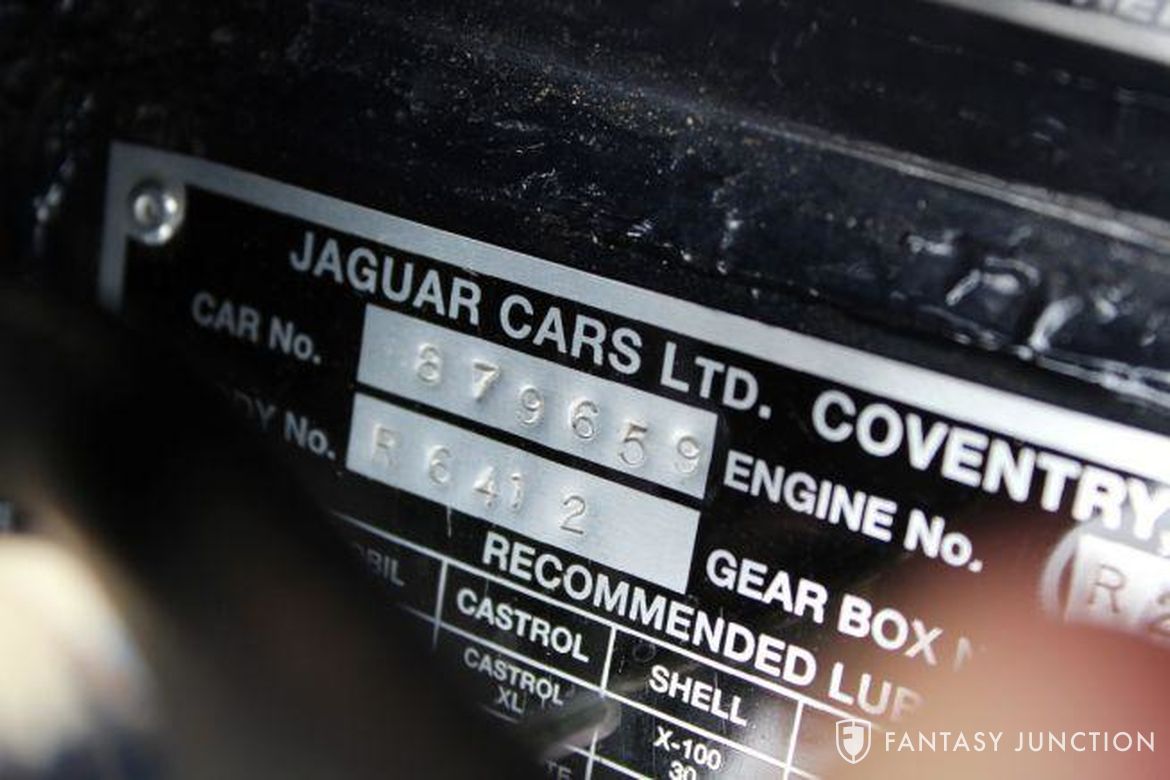 JAGUAR CARS LTD. COVENTRY,
CAR No. 879659 ENGINE No.
No. R6412 GEAR BOX
RECOMMENDED
CASTROL SHELL
CASTROL XL X-100 30
FANTASY JUNCTION